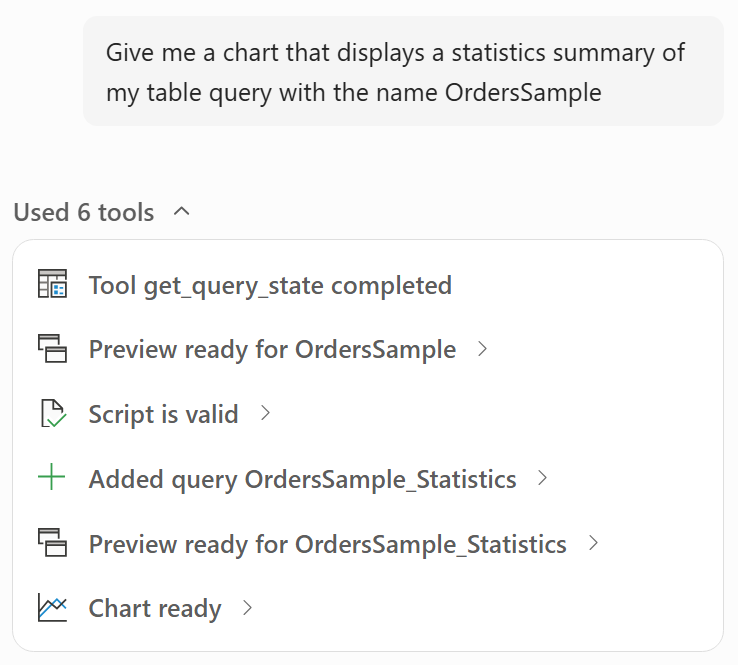 Give me a chart that displays a statistics summary of
my table query with the name OrdersSample
Used 6 tools
Tool get_query_state completed
Preview ready for OrdersSample
Script is valid
Added query OrdersSample_Statistics
Preview ready for OrdersSample_Statistics
Chart ready